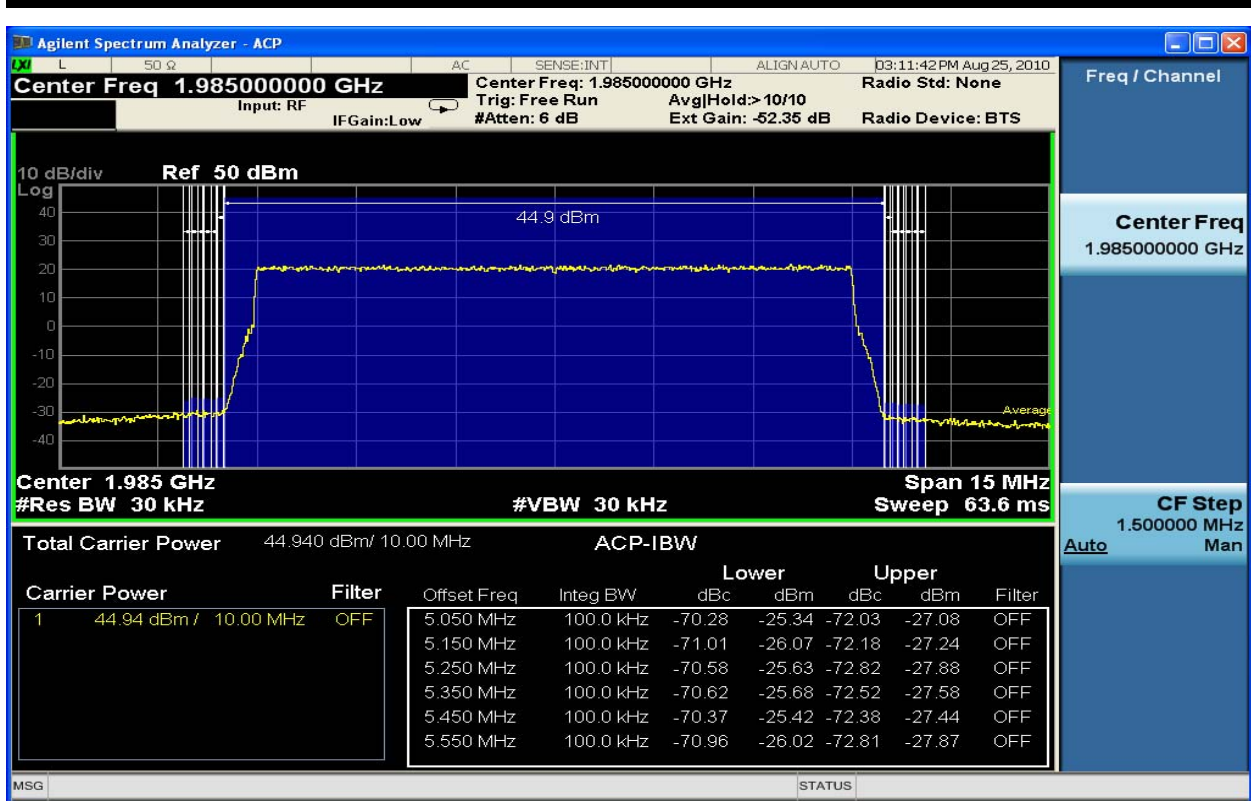 Agilent Spectrum Analyzer - ACP
LXI L 50 Ω AC SENSE:INT ALIGN AUTO 03:11:42 PM Aug 25, 2010
Center Freq 1.985000000 GHz
Input: RF
IFGain:Low
Center Freq: 1.985000000 GHz
Trig: Free Run
#Atten: 6 dB
Avg|Hold:>10/10
Ext Gain: -52.35 dB
Radio Std: None
Radio Device: BTS
10 dB/div Ref 50 dBm
Log
40
30
20
10
0
-10
-20
-30
-40
44.9 dBm
Average
Center 1.985 GHz Span 15 MHz
#Res BW 30 kHz #VBW 30 kHz Sweep 63.6 ms
Total Carrier Power 44.940 dBm/ 10.00 MHz ACP-IBW
Lower Upper
Carrier Power Filter
1 44.94 dBm / 10.00 MHz OFF
Offset Freq Integ BW dBc dBm dBc dBm Filter
5.050 MHz 100.0 kHz -70.28 -25.34 -72.03 -27.08 OFF
5.150 MHz 100.0 kHz -71.01 -26.07 -72.18 -27.24 OFF
5.250 MHz 100.0 kHz -70.58 -25.63 -72.82 -27.88 OFF
5.350 MHz 100.0 kHz -70.62 -25.68 -72.52 -27.58 OFF
5.450 MHz 100.0 kHz -70.37 -25.42 -72.38 -27.44 OFF
5.550 MHz 100.0 kHz -70.96 -26.02 -72.81 -27.87 OFF
MSG STATUS
Freq / Channel
Center Freq
1.985000000 GHz
CF Step
1.500000 MHz
Auto Man